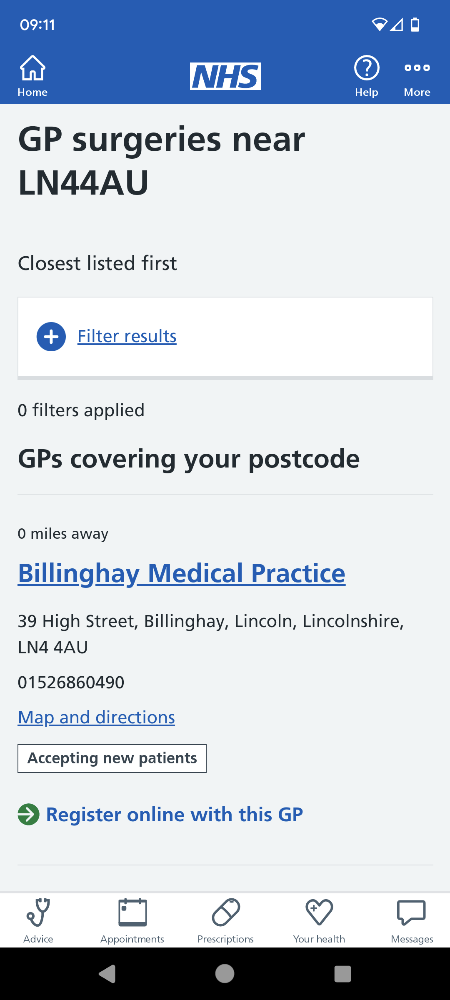 09:11
Home
NHS
Help
More
GP surgeries near
LN44AU
Closest listed first
Filter results
0 filters applied
GPs covering your postcode
0 miles away
Billinghay Medical Practice
39 High Street, Billinghay, Lincoln, Lincolnshire,
LN4 4AU
01526860490
Map and directions
Accepting new patients
Register online with this GP
Advice
Appointments
Prescriptions
Your health
Messages